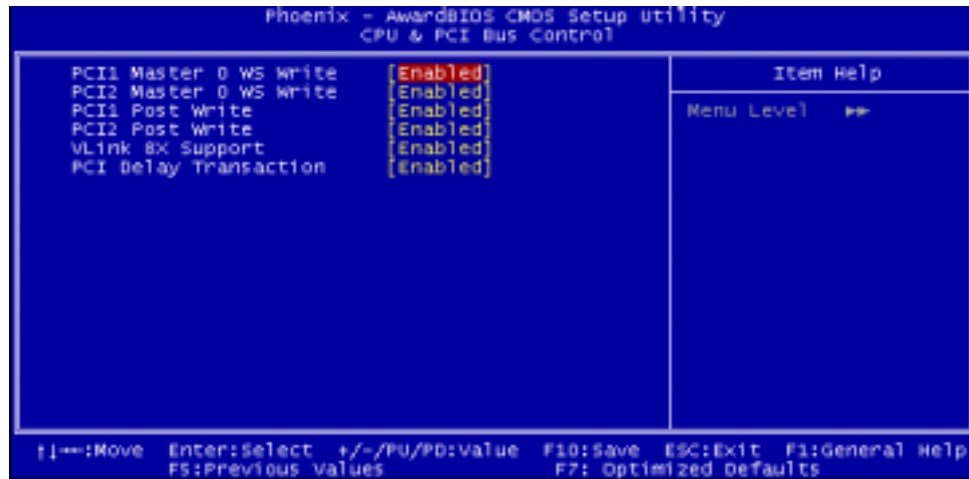 Phoenix - AwardBIOS CMOS Setup Utility
CPU & PCI Bus Control
PCI1 Master 0 WS Write [Enabled]
PCI2 Master 0 WS Write [Enabled]
PCI1 Post Write [Enabled]
PCI2 Post Write [Enabled]
VLink 8X Support [Enabled]
PCI Delay Transaction [Enabled]
Item Help
Menu Level ►►
↑↓→←:Move Enter:Select +/-/PU/PD:Value F10:Save ESC:Exit F1:General Help
F5:Previous Values F7: Optimized Defaults